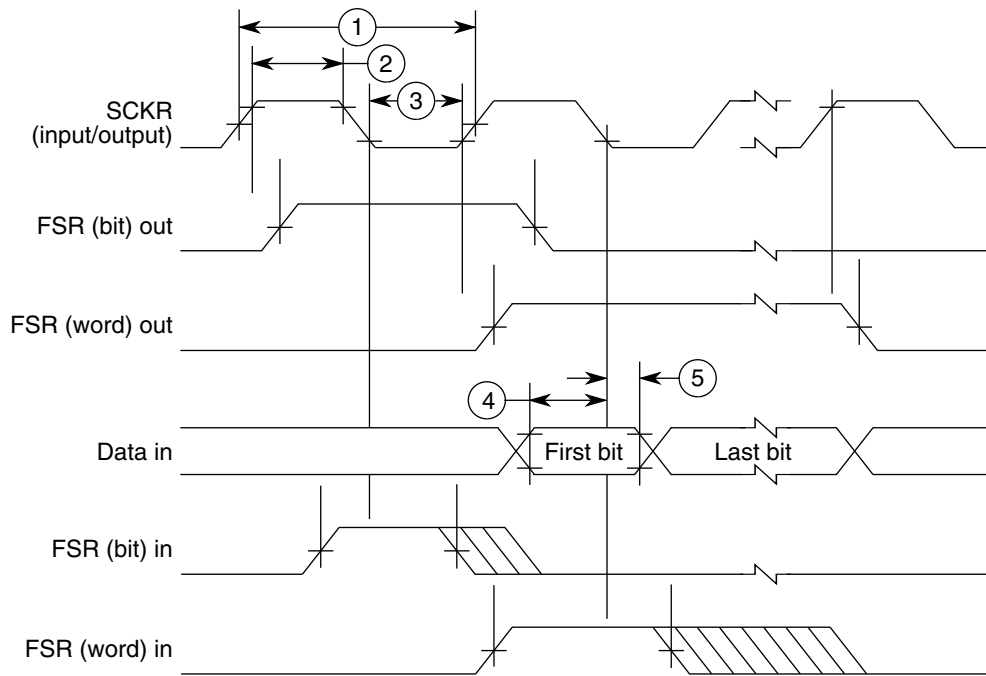 1
2
3
SCKR
(input/output)
FSR (bit) out
FSR (word) out
4
5
Data in
First bit
Last bit
FSR (bit) in
FSR (word) in